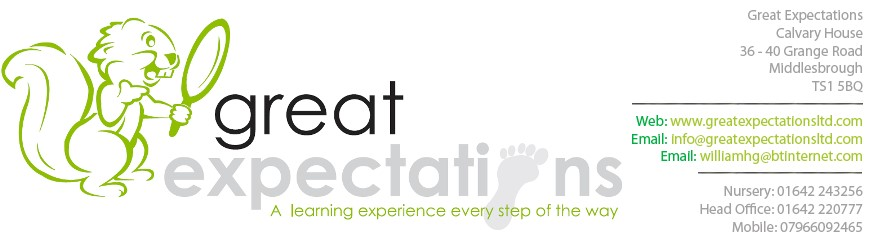 great
expectations
A learning experience every step of the way
Great Expectations
Calvary House
36 - 40 Grange Road
Middlesbrough
TS1 5BQ
Web: www.greatexpectationsltd.com
Email: Info@greatexpectationsltd.com
Email: williamhg@btinternet.com
Nursery: 01642 243256
Head Office: 01642 220777
Mobile: 07966092465